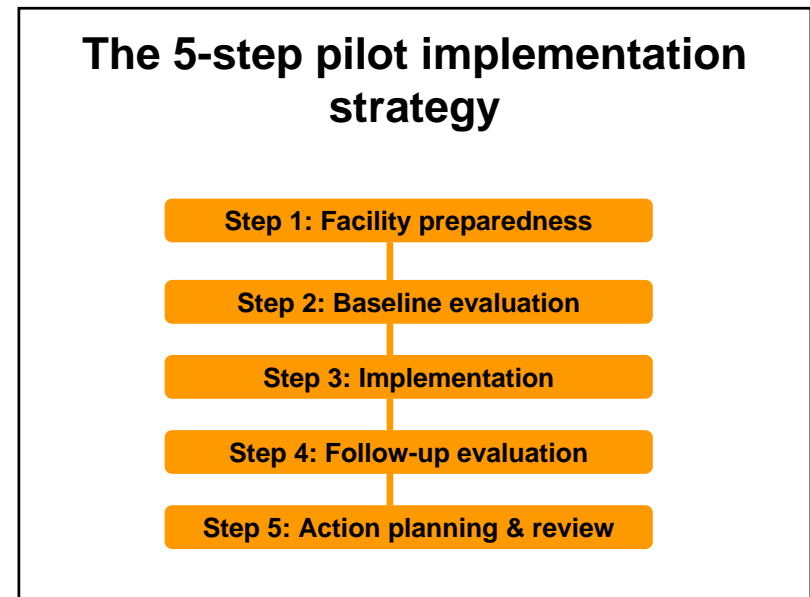 The 5-step pilot implementation
strategy
Step 1: Facility preparedness
Step 2: Baseline evaluation
Step 3: Implementation
Step 4: Follow-up evaluation
Step 5: Action planning & review